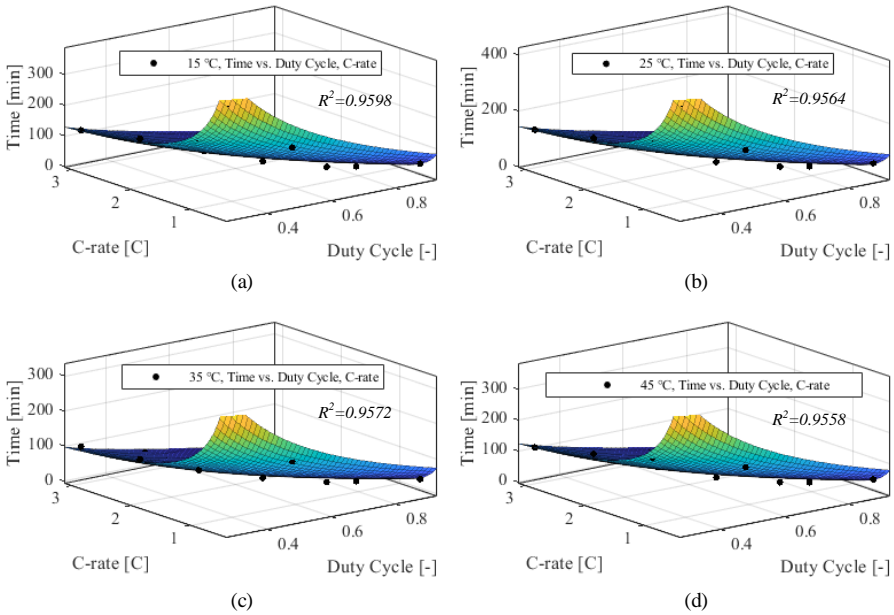 15 ℃, Time vs. Duty Cycle, C-rate
R²=0.9598
Time [min]
300
200
100
0
3
2
1
C-rate [C]
0.4
0.6
0.8
Duty Cycle [-]
(a)
25 ℃, Time vs. Duty Cycle, C-rate
R²=0.9564
Time[min]
400
200
0
3
2
1
C-rate [C]
0.4
0.6
0.8
Duty Cycle [-]
(b)
35 ℃, Time vs. Duty Cycle, C-rate
R²=0.9572
Time [min]
300
200
100
0
3
2
1
C-rate [C]
0.4
0.6
0.8
Duty Cycle [-]
(c)
45 ℃, Time vs. Duty Cycle, C-rate
R²=0.9558
Time [min]
300
200
100
0
3
2
1
C-rate [C]
0.4
0.6
0.8
Duty Cycle [-]
(d)